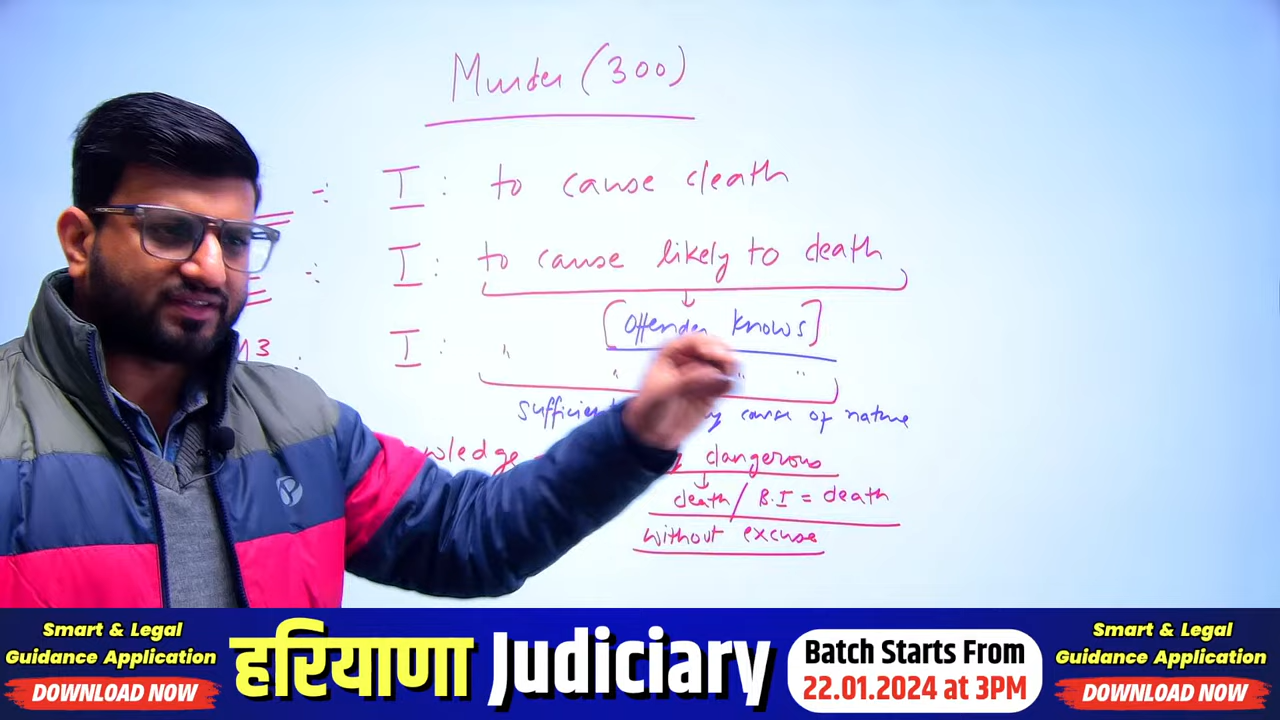 Murder (300)
-: I : to cause death
-: I : to cause likely to death
[Offender knows]
3 : I : " " " "
of nature
dangerous
death / B.I = death
without excuse
Smart & Legal
Guidance Application
DOWNLOAD NOW
हरियाणा Judiciary
Batch Starts From
22.01.2024 at 3PM
Smart & Legal
Guidance Application
DOWNLOAD NOW